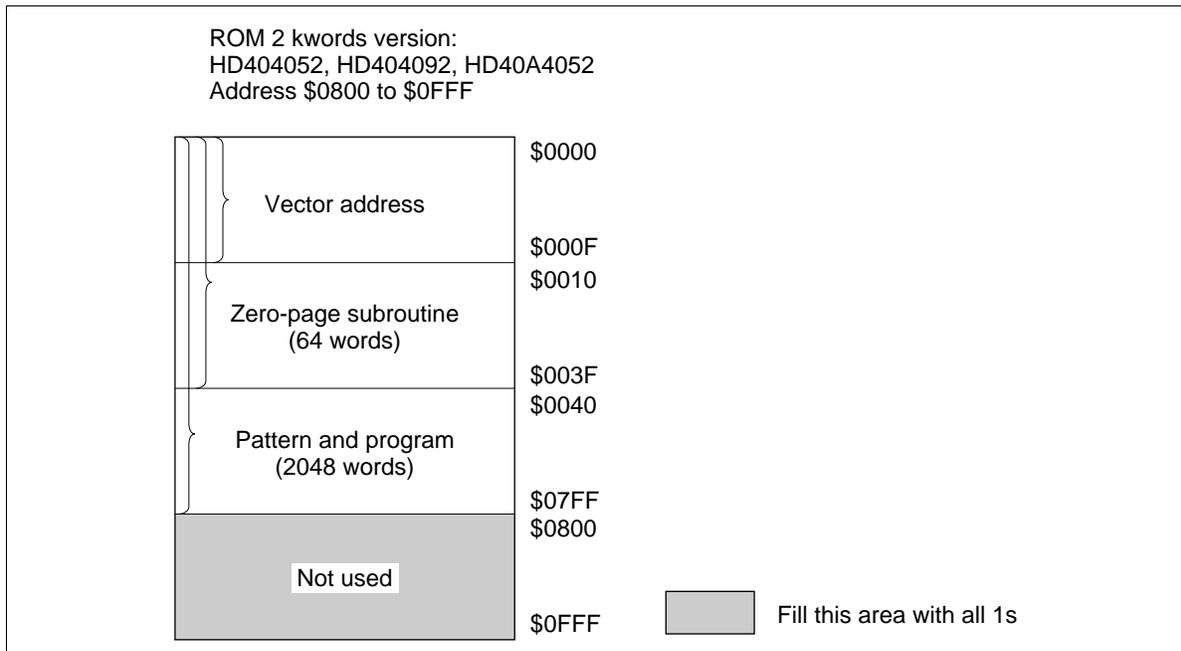 ROM 2 kwords version:
HD404052, HD404092, HD40A4052
Address $0800 to $0FFF
$0000
Vector address
$000F
$0010
Zero-page subroutine
(64 words)
$003F
$0040
Pattern and program
(2048 words)
$07FF
$0800
Not used
$0FFF
Fill this area with all 1s